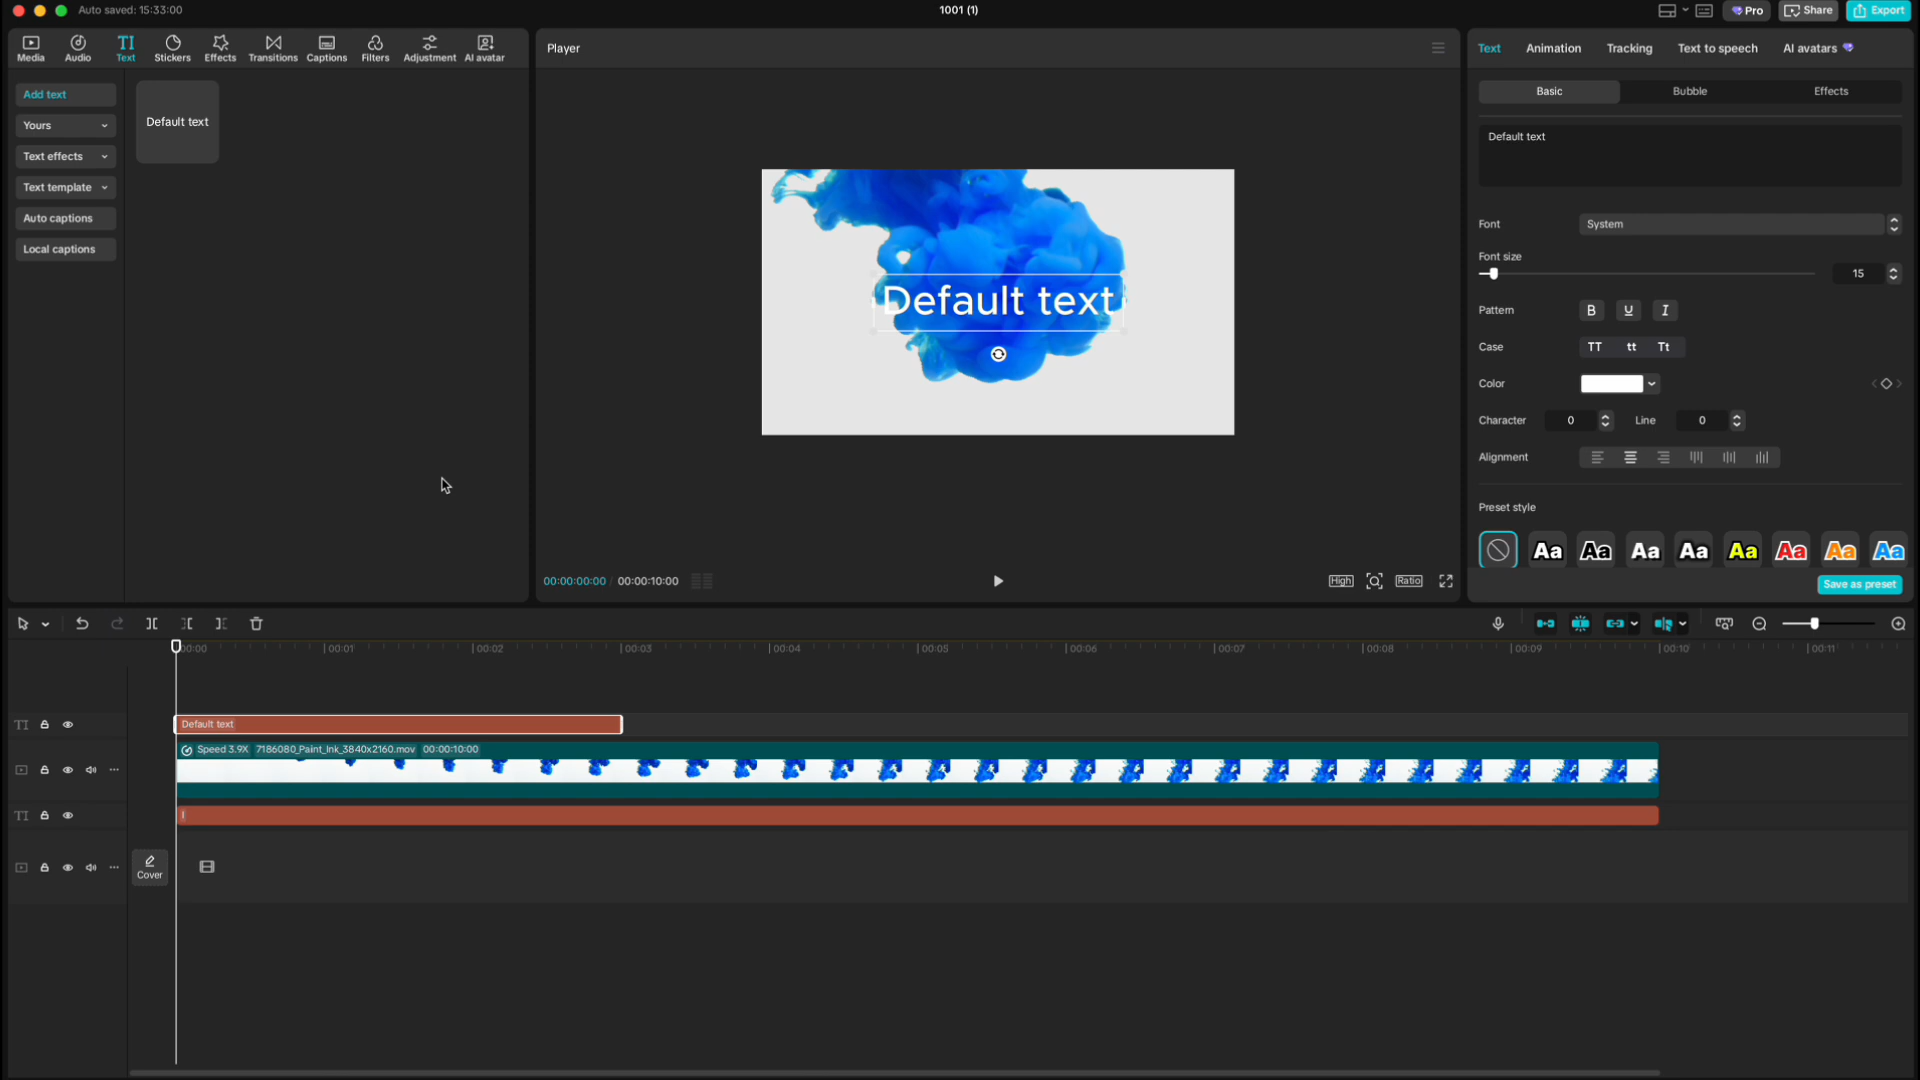 Auto saved: 15:33:00
1001 (1)
Pro
Share
Export
Media
Audio
TI
Text
Stickers
Effects
Transitions
Captions
Filters
Adjustment
AI avatar
Add text
Yours
Text effects
Text template
Auto captions
Local captions
Default text
Player
Default text
00:00:00:00 / 00:00:10:00
High
Ratio
Text
Animation
Tracking
Text to speech
AI avatars
Basic
Bubble
Effects
Default text
Font
System
Font size
15
Pattern
B
U
I
Case
TT
tt
Tt
Color
Character
0
Line
0
Alignment
Preset style
Aa
Aa
Aa
Aa
Aa
Aa
Aa
Aa
Save as preset
00:00
00:01
00:02
00:03
00:04
00:05
00:06
00:07
00:08
00:09
00:10
00:11
TI
Default text
Speed 3.9X
7186080_Paint_Ink_3840x2160.mov
00:00:10:00
TI
I
Cover